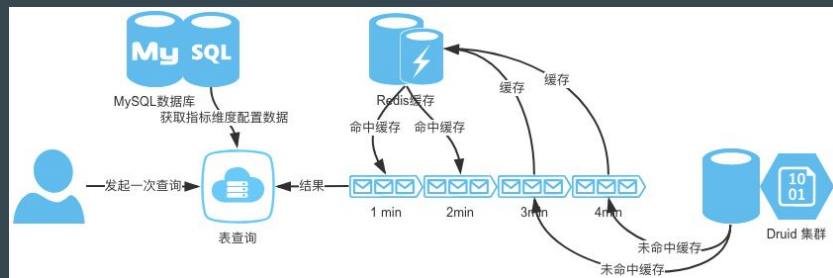 My SQL
MySQL数据库
Redis缓存
获取指标维度配置数据
命中缓存
命中缓存
缓存
缓存
发起一次查询
结果
表查询
1 min
2min
3min
4min
10
01
Druid 集群
未命中缓存
未命中缓存